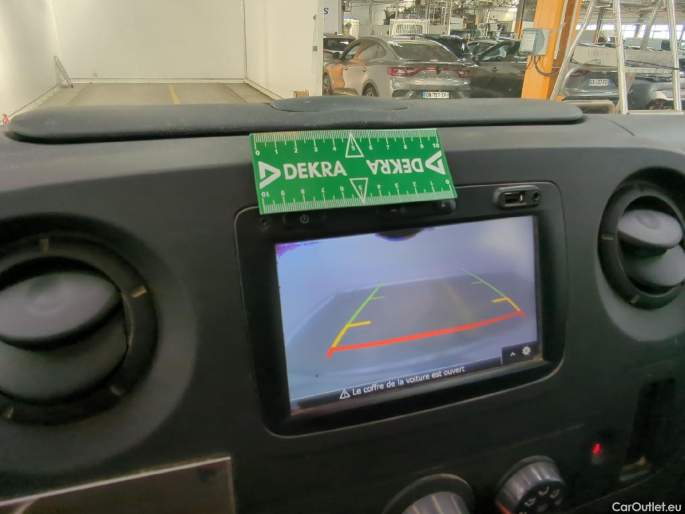 DEKRA DEKRA
Le coffre de la voiture est ouvert
CarOutlet.eu